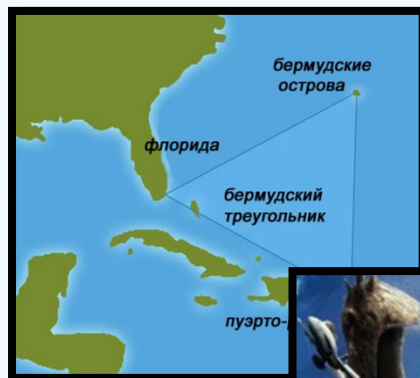 бермудские
острова
флорида
бермудский
треугольник